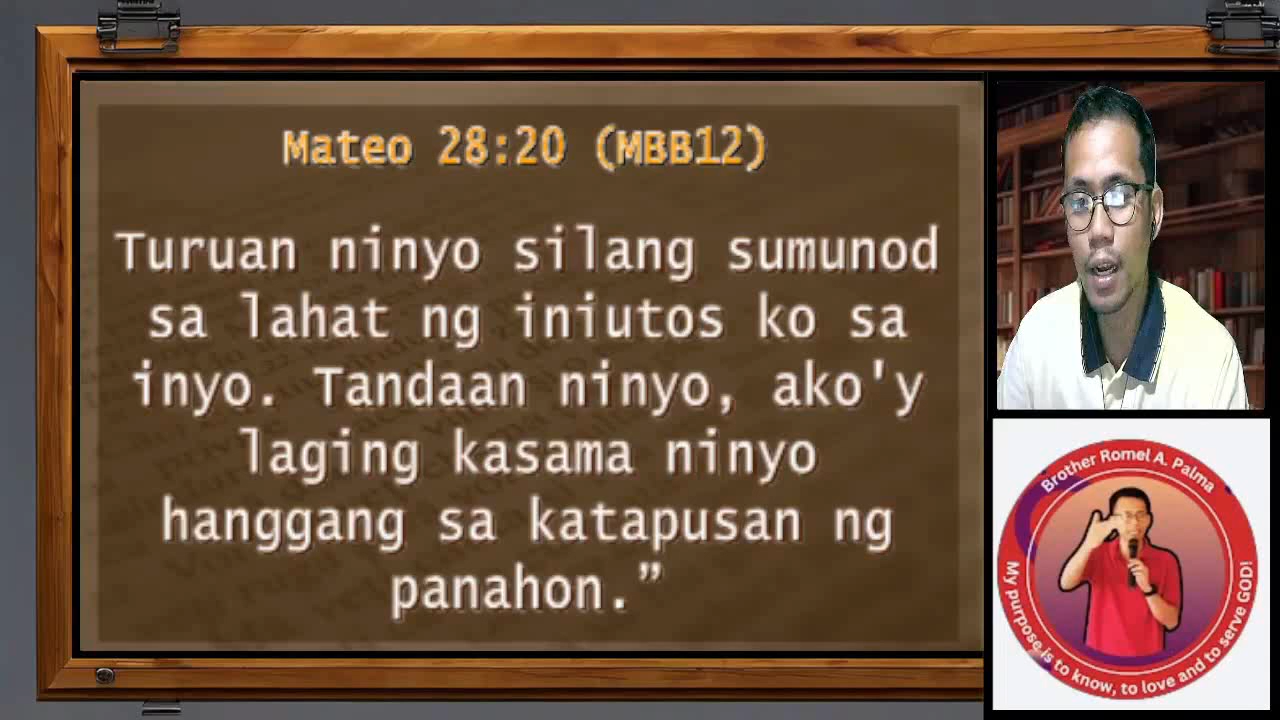 Mateo 28:20 (MBB12)
Turuan ninyo silang sumunod
sa lahat ng iniutos ko sa
inyo. Tandaan ninyo, ako'y
laging kasama ninyo
hanggang sa katapusan ng
panahon.”
Brother Romel A. Palma
My purpose is to know, to love and to serve GOD!